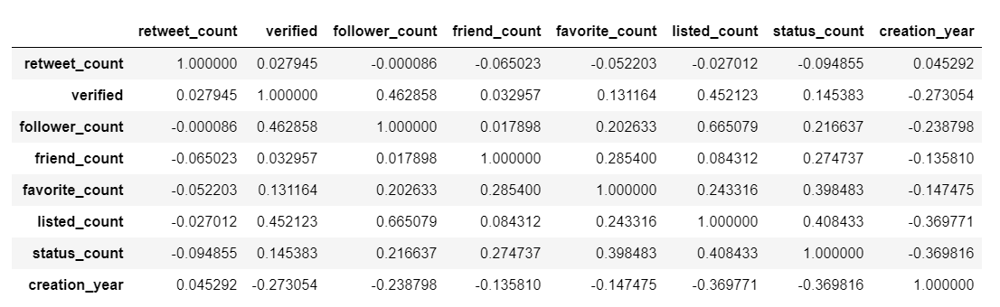 retweet_count verified follower_count friend_count favorite_count listed_count status_count creation_year
retweet_count 1.000000 0.027945 -0.000086 -0.065023 -0.052203 -0.027012 -0.094855 0.045292
verified 0.027945 1.000000 0.462858 0.032957 0.131164 0.452123 0.145383 -0.273054
follower_count -0.000086 0.462858 1.000000 0.017898 0.202633 0.665079 0.216637 -0.238798
friend_count -0.065023 0.032957 0.017898 1.000000 0.285400 0.084312 0.274737 -0.135810
favorite_count -0.052203 0.131164 0.202633 0.285400 1.000000 0.243316 0.398483 -0.147475
listed_count -0.027012 0.452123 0.665079 0.084312 0.243316 1.000000 0.408433 -0.369771
status_count -0.094855 0.145383 0.216637 0.274737 0.398483 0.408433 1.000000 -0.369816
creation_year 0.045292 -0.273054 -0.238798 -0.135810 -0.147475 -0.369771 -0.369816 1.000000